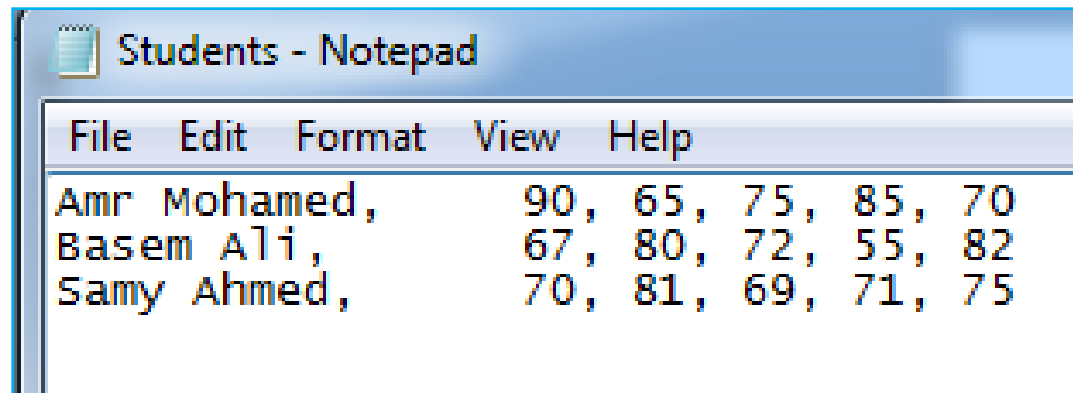 Students - Notepad
File Edit Format View Help
Amr Mohamed, 90, 65, 75, 85, 70
Basem Ali, 67, 80, 72, 55, 82
Samy Ahmed, 70, 81, 69, 71, 75